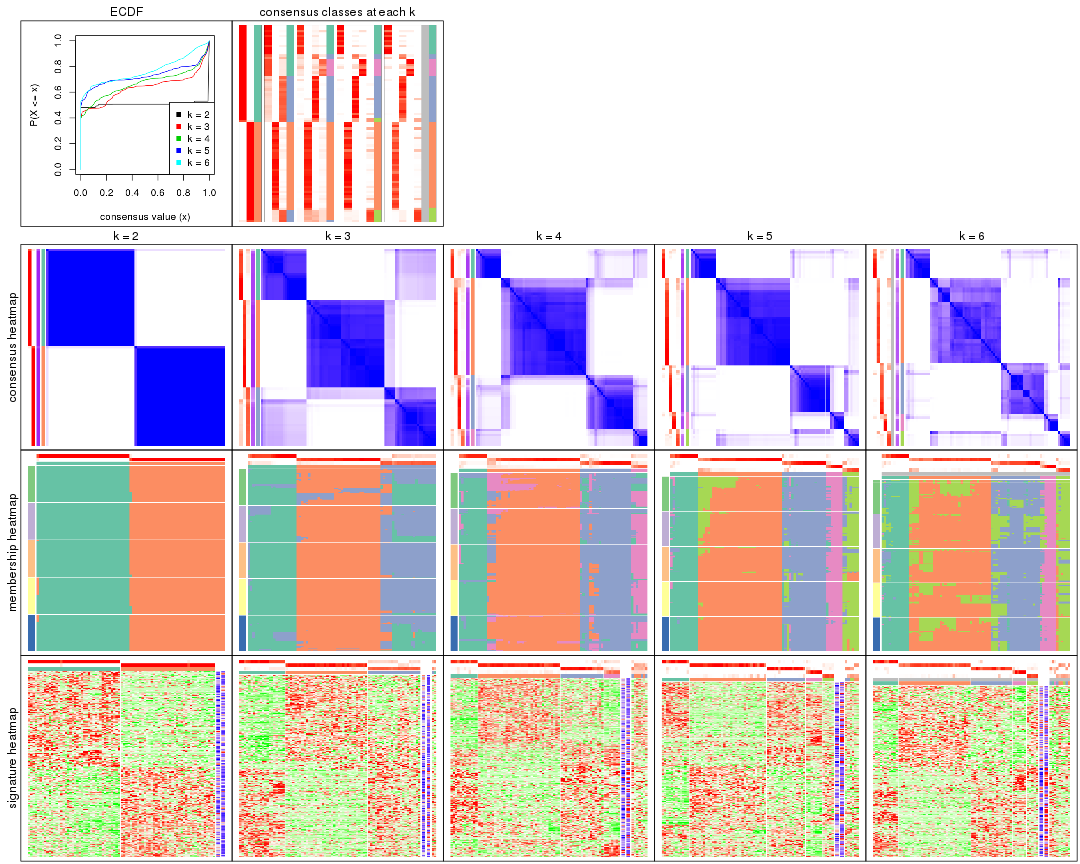 ECDF
consensus classes at each k
P(X <= x)
0.0 0.2 0.4 0.6 0.8 1.0
k = 2
k = 3
k = 4
k = 5
k = 6
0.0 0.2 0.4 0.6 0.8 1.0
consensus value (x)
k = 2
k = 3
k = 4
k = 5
k = 6
consensus heatmap
membership heatmap
signature heatmap